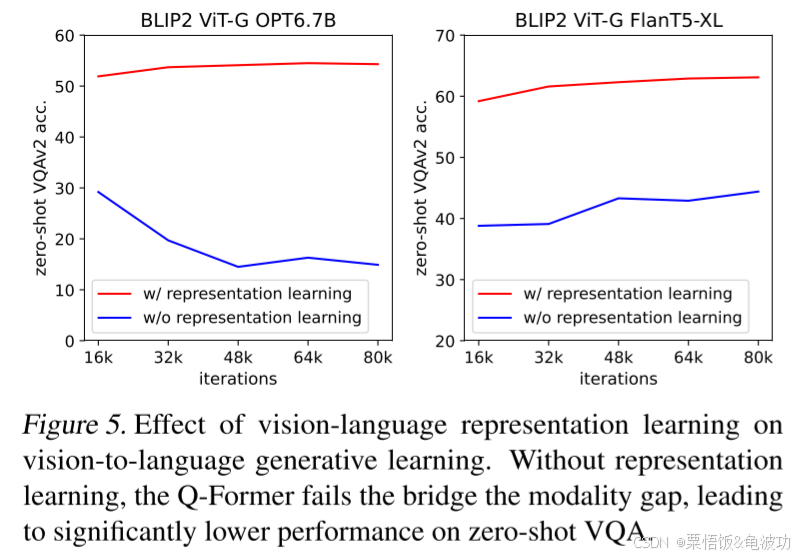 BLIP2 ViT-G OPT6.7B
60
50
40
30
20
10
0
zero-shot VQAv2 acc.
w/ representation learning
w/o representation learning
16k 32k 48k 64k 80k
iterations
BLIP2 ViT-G FlanT5-XL
70
60
50
40
30
20
zero-shot VQAv2 acc.
w/ representation learning
w/o representation learning
16k 32k 48k 64k 80k
iterations
Figure 5. Effect of vision-language representation learning on
vision-to-language generative learning. Without representation
learning, the Q-Former fails the bridge the modality gap, leading
to significantly lower performance on zero-shot VQA.
CSDN @粟悟饭&龟波功